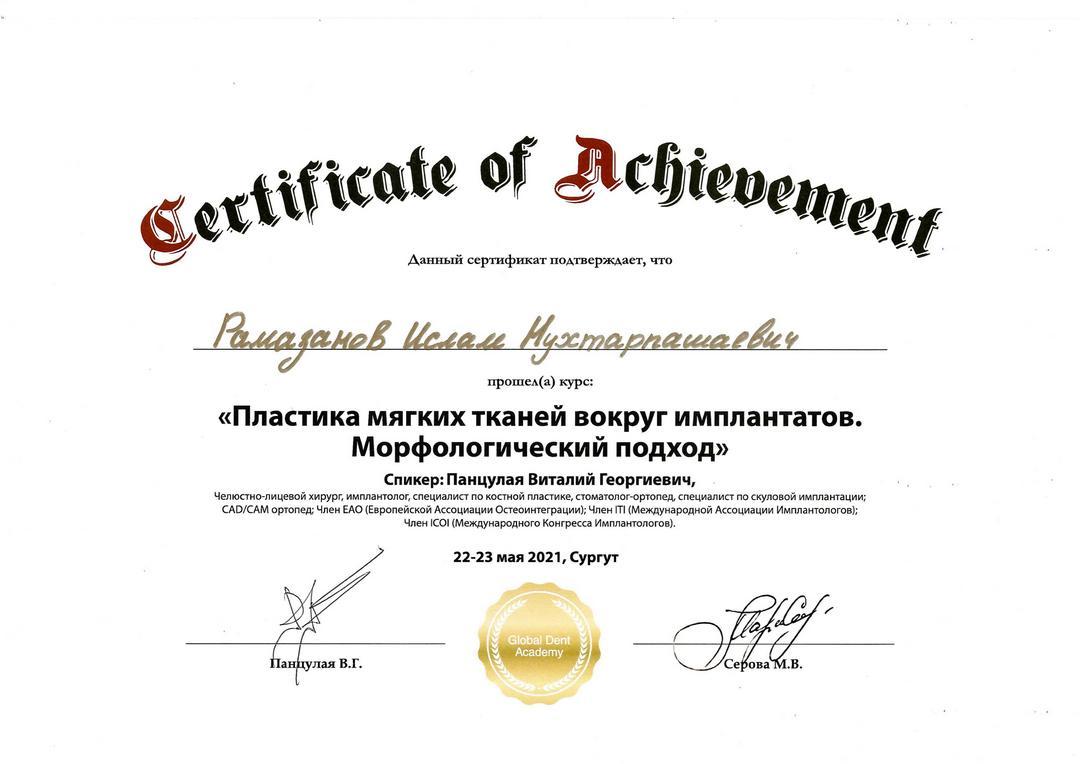 Certificate of Achievement
Данный сертификат подтверждает, что
Рамазанов Ислам Мухтарпашаевич
прошел(а) курс:
«Пластика мягких тканей вокруг имплантатов.
Морфологический подход»
Спикер: Панцулая Виталий Георгиевич,
Челюстно-лицевой хирург, имплантолог, специалист по костной пластике, стоматолог-ортопед, специалист по скуловой имплантации;
CAD/CAM ортопед; Член EAO (Европейской Ассоциации Остеоинтеграции); Член ITI (Международной Ассоциации Имплантологов);
Член ICOI (Международного Конгресса Имплантологов).
22-23 мая 2021, Сургут
Global Dent
Academy
Панцулая В.Г.
Серова М.В.